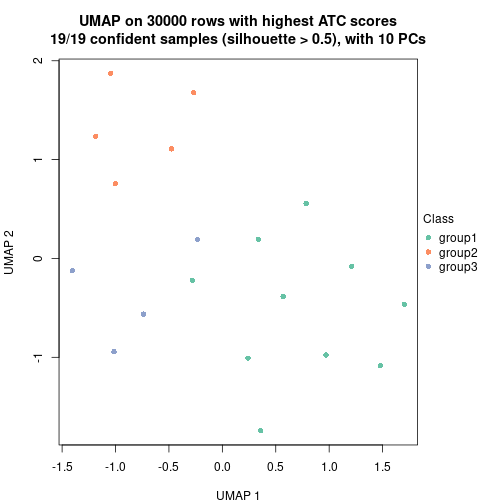 UMAP on 30000 rows with highest ATC scores
19/19 confident samples (silhouette > 0.5), with 10 PCs
2
1
0
-1
UMAP 2
-1.5 -1.0 -0.5 0.0 0.5 1.0 1.5
UMAP 1
Class
group1
group2
group3